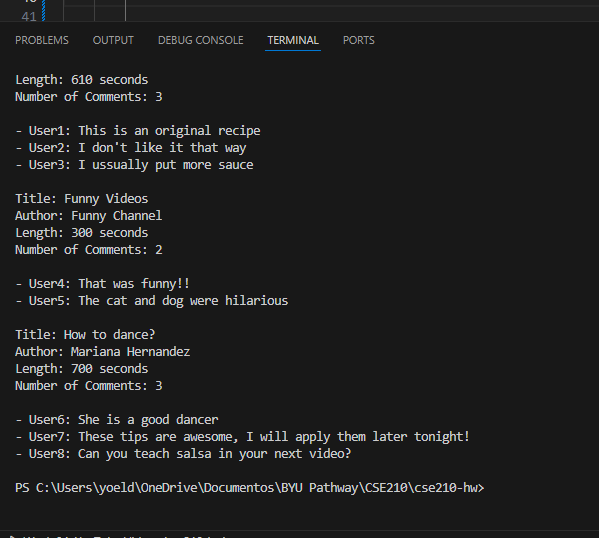 41
PROBLEMS OUTPUT DEBUG CONSOLE TERMINAL PORTS
Length: 610 seconds
Number of Comments: 3
- User1: This is an original recipe
- User2: I don't like it that way
- User3: I ussually put more sauce
Title: Funny Videos
Author: Funny Channel
Length: 300 seconds
Number of Comments: 2
- User4: That was funny!!
- User5: The cat and dog were hilarious
Title: How to dance?
Author: Mariana Hernandez
Length: 700 seconds
Number of Comments: 3
- User6: She is a good dancer
- User7: These tips are awesome, I will apply them later tonight!
- User8: Can you teach salsa in your next video?
PS C:\Users\yoeld\OneDrive\Documentos\BYU Pathway\CSE210\cse210-hw>